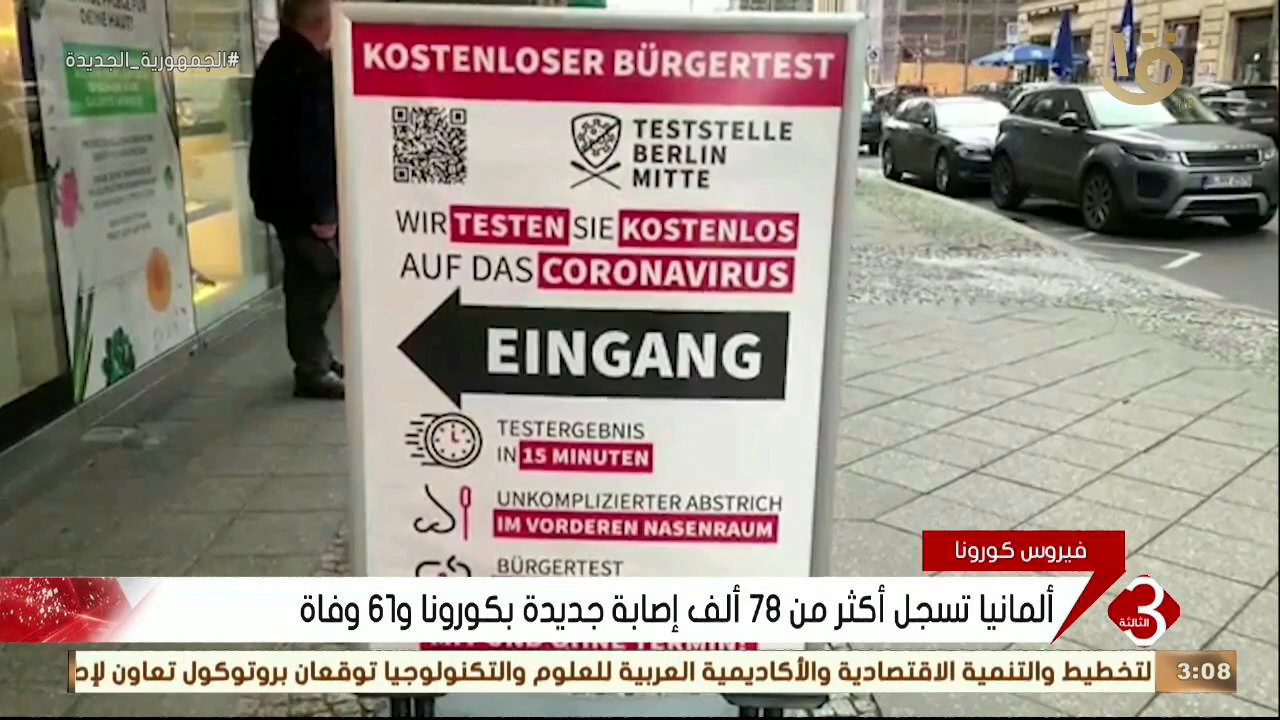 DEINE HAUT?
#الجمهورية_الجديدة
KOSTENLOSER BÜRGERTEST
TESTSTELLE
BERLIN
MITTE
WIR TESTEN SIE KOSTENLOS
AUF DAS CORONAVIRUS
EINGANG
TESTERGEBNIS
IN 15 MINUTEN
UNKOMPLIZIERTER ABSTRICH
IM VORDEREN NASENRAUM
BÜRGERTEST
فيروس كورونا
ألمانيا تسجل أكثر من 78 ألف إصابة جديدة بكورونا و61 وفاة
3
الثالثة
3:08
لتخطيط والتنمية الاقتصادية والأكاديمية العربية للعلوم والتكنولوجيا توقعان بروتوكول تعاون لإد